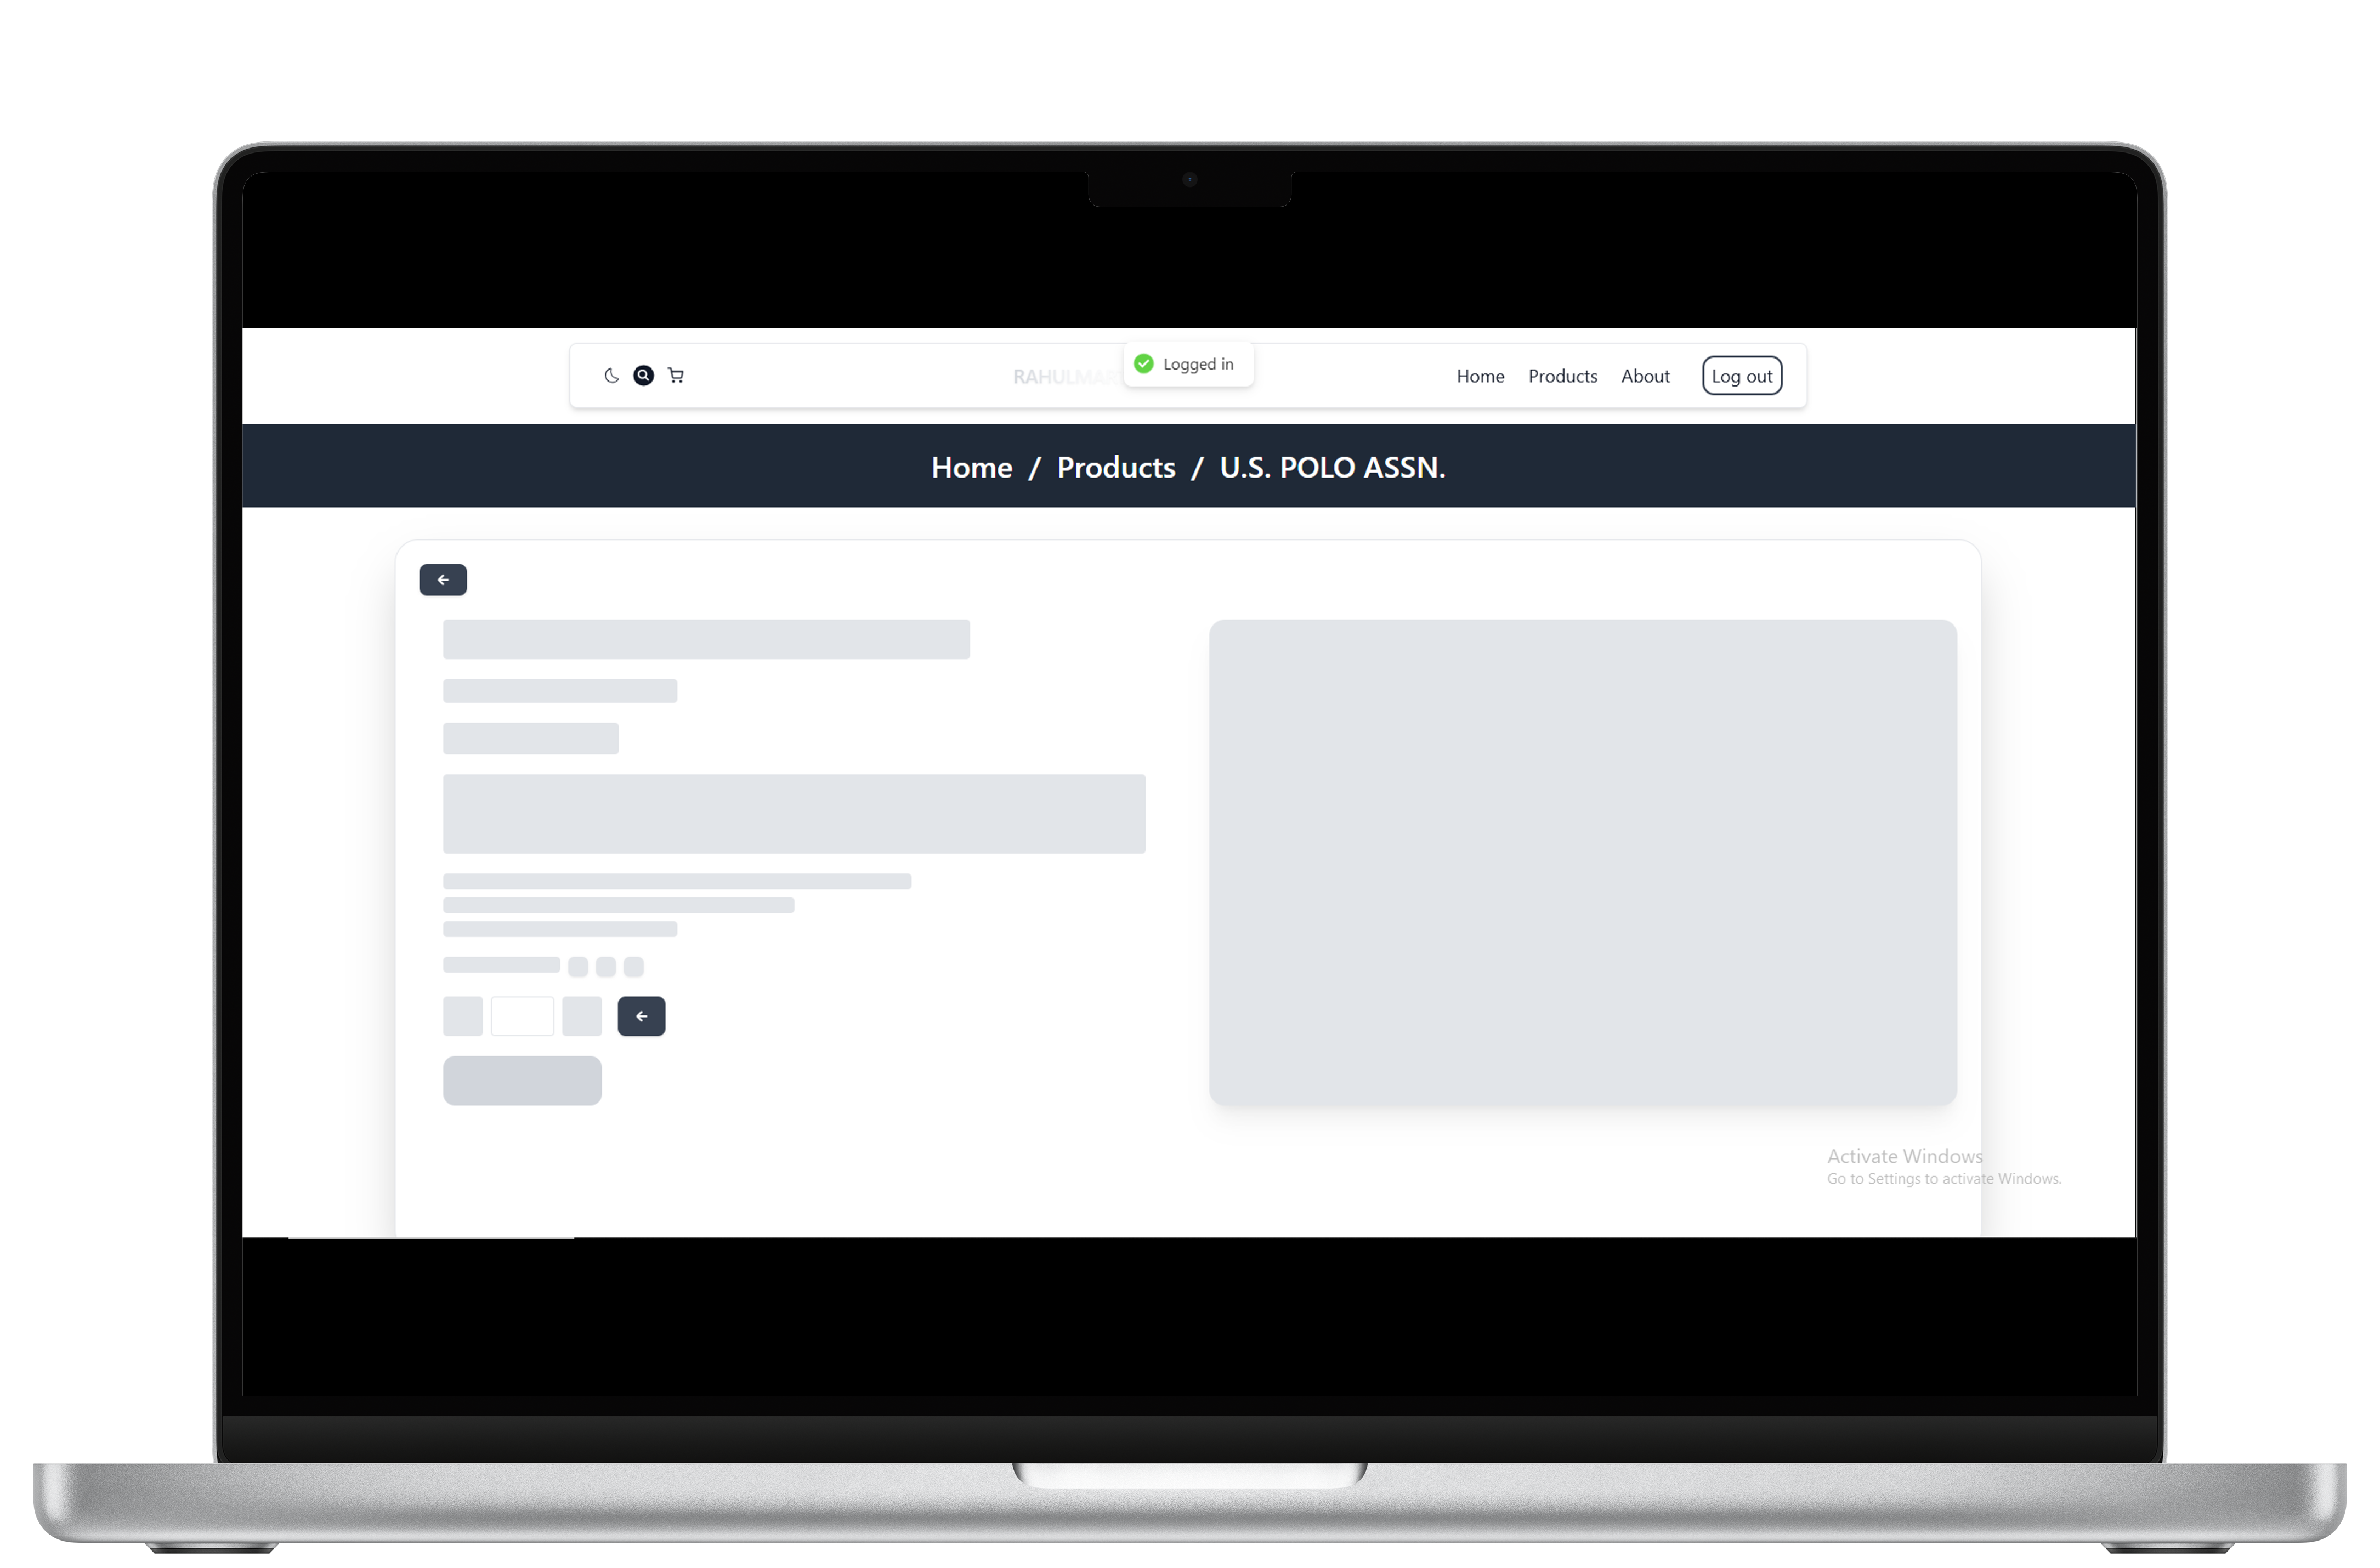 RAHULMAR
Logged in
Home Products About Log out
Home / Products / U.S. POLO ASSN.
Activate Windows
Go to Settings to activate Windows.